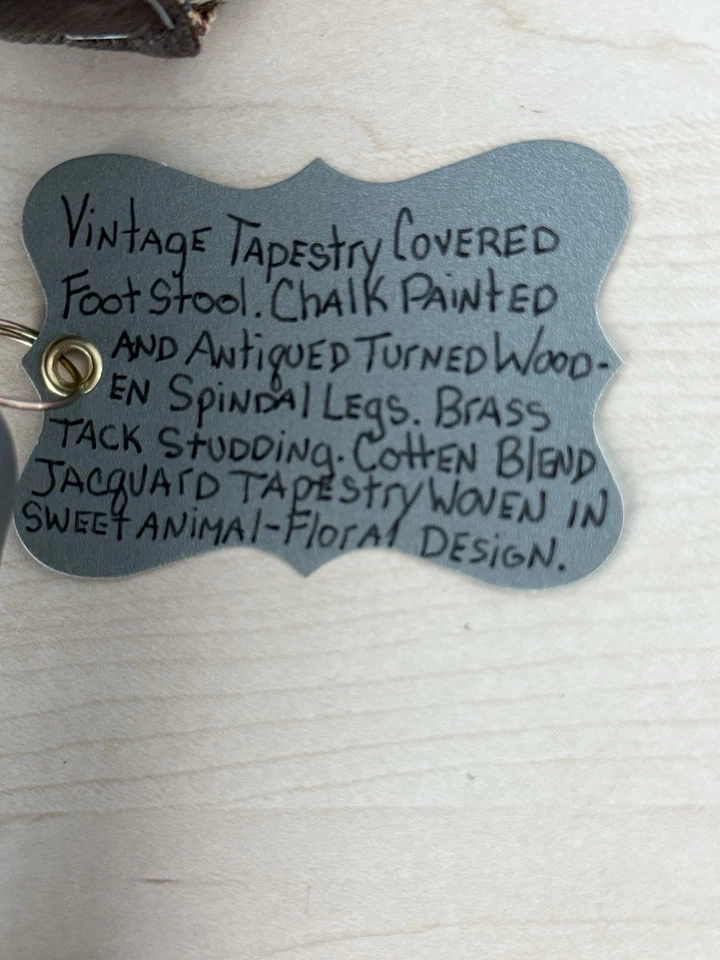 Vintage Tapestry Covered
Foot Stool. Chalk Painted
and Antiqued Turned Wood-
en Spindal Legs. Brass
Tack Studding. Cotten Blend
Jacquard Tapestry Woven in
Sweet Animal-Floral Design.